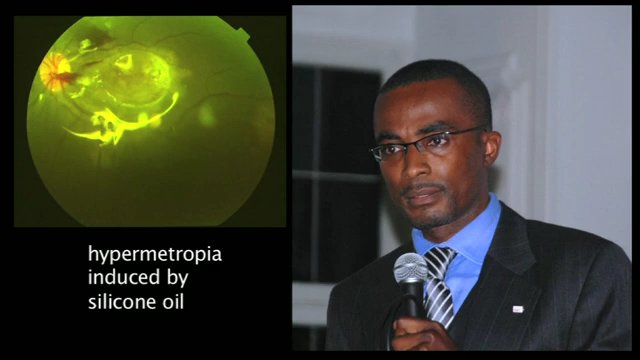 hypermetropia
induced by
silicone oil